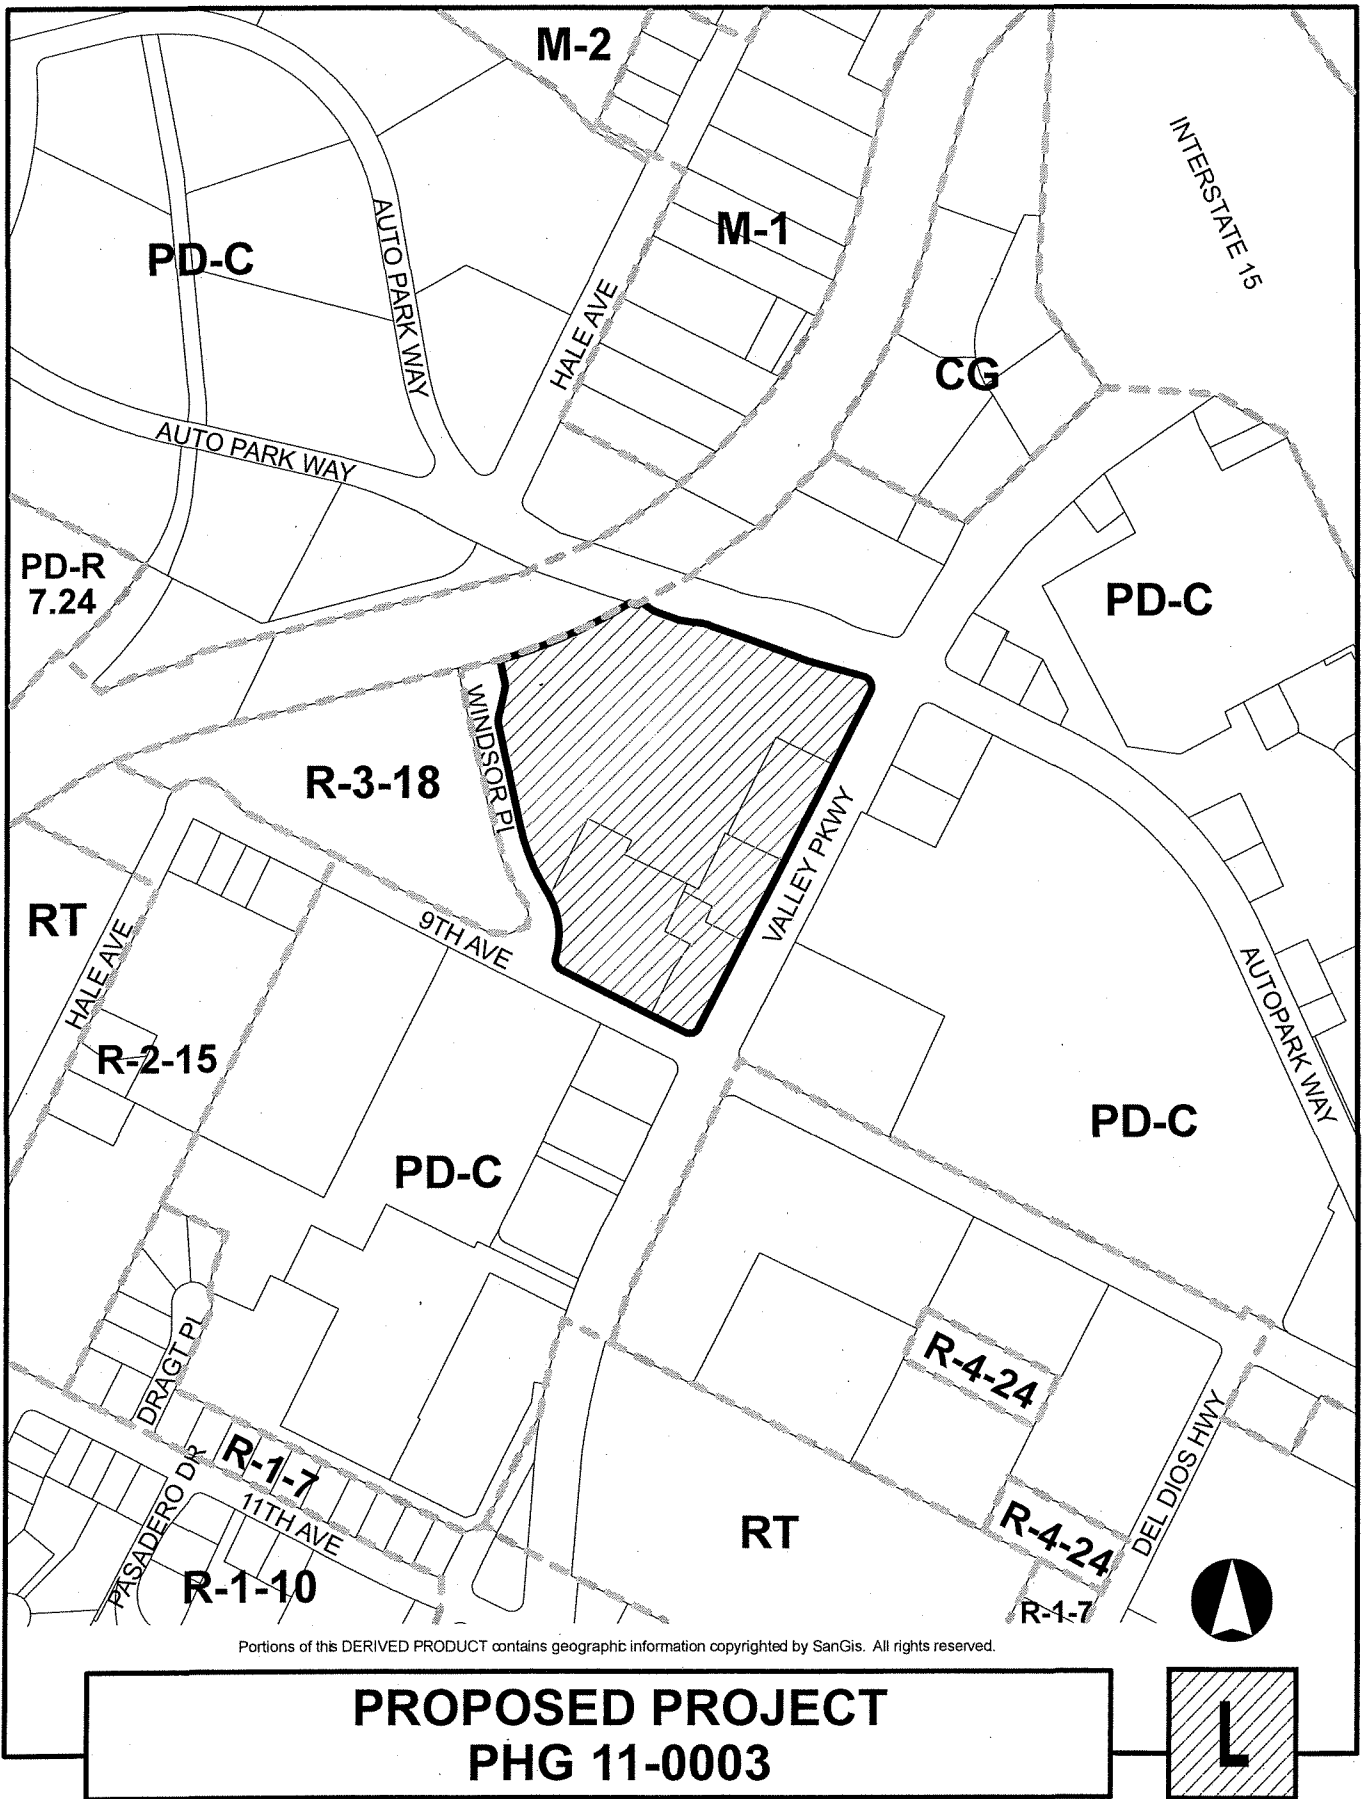 M-2
INTERSTATE 15
M-1
PD-C
AUTO PARK WAY
HALE AVE
CG
AUTO PARK WAY
PD-R
7.24
PD-C
WINDSOR PL
R-3-18
VALLEY PKWY
RT
9TH AVE
HALE AVE
AUTOPARK WAY
R-2-15
PD-C
PD-C
DRAGT PL
R-4-24
DEL DIOS HWY
R-1-7
PASADERO DR
11TH AVE
RT
R-4-24
R-1-10
R-1-7
Portions of this DERIVED PRODUCT contains geographic information copyrighted by SanGis. All rights reserved.
PROPOSED PROJECT
PHG 11-0003
L